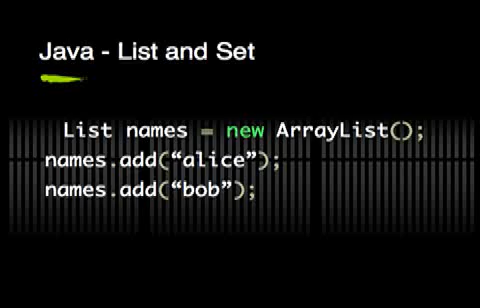 Java - List and Set
List names = new ArrayList();
names.add(“alice”);
names.add(“bob”);